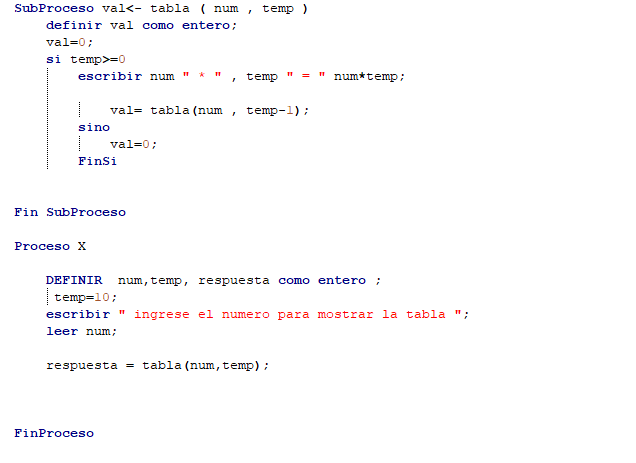 SubProceso val<- tabla ( num , temp )
definir val como entero;
val=0;
si temp>=0
escribir num " * " , temp " = " num*temp;
val= tabla(num , temp-1);
sino
val=0;
FinSi
Fin SubProceso
Proceso X
DEFINIR  num,temp, respuesta como entero ;
temp=10;
escribir " ingrese el numero para mostrar la tabla ";
leer num;
respuesta = tabla(num,temp);
FinProceso